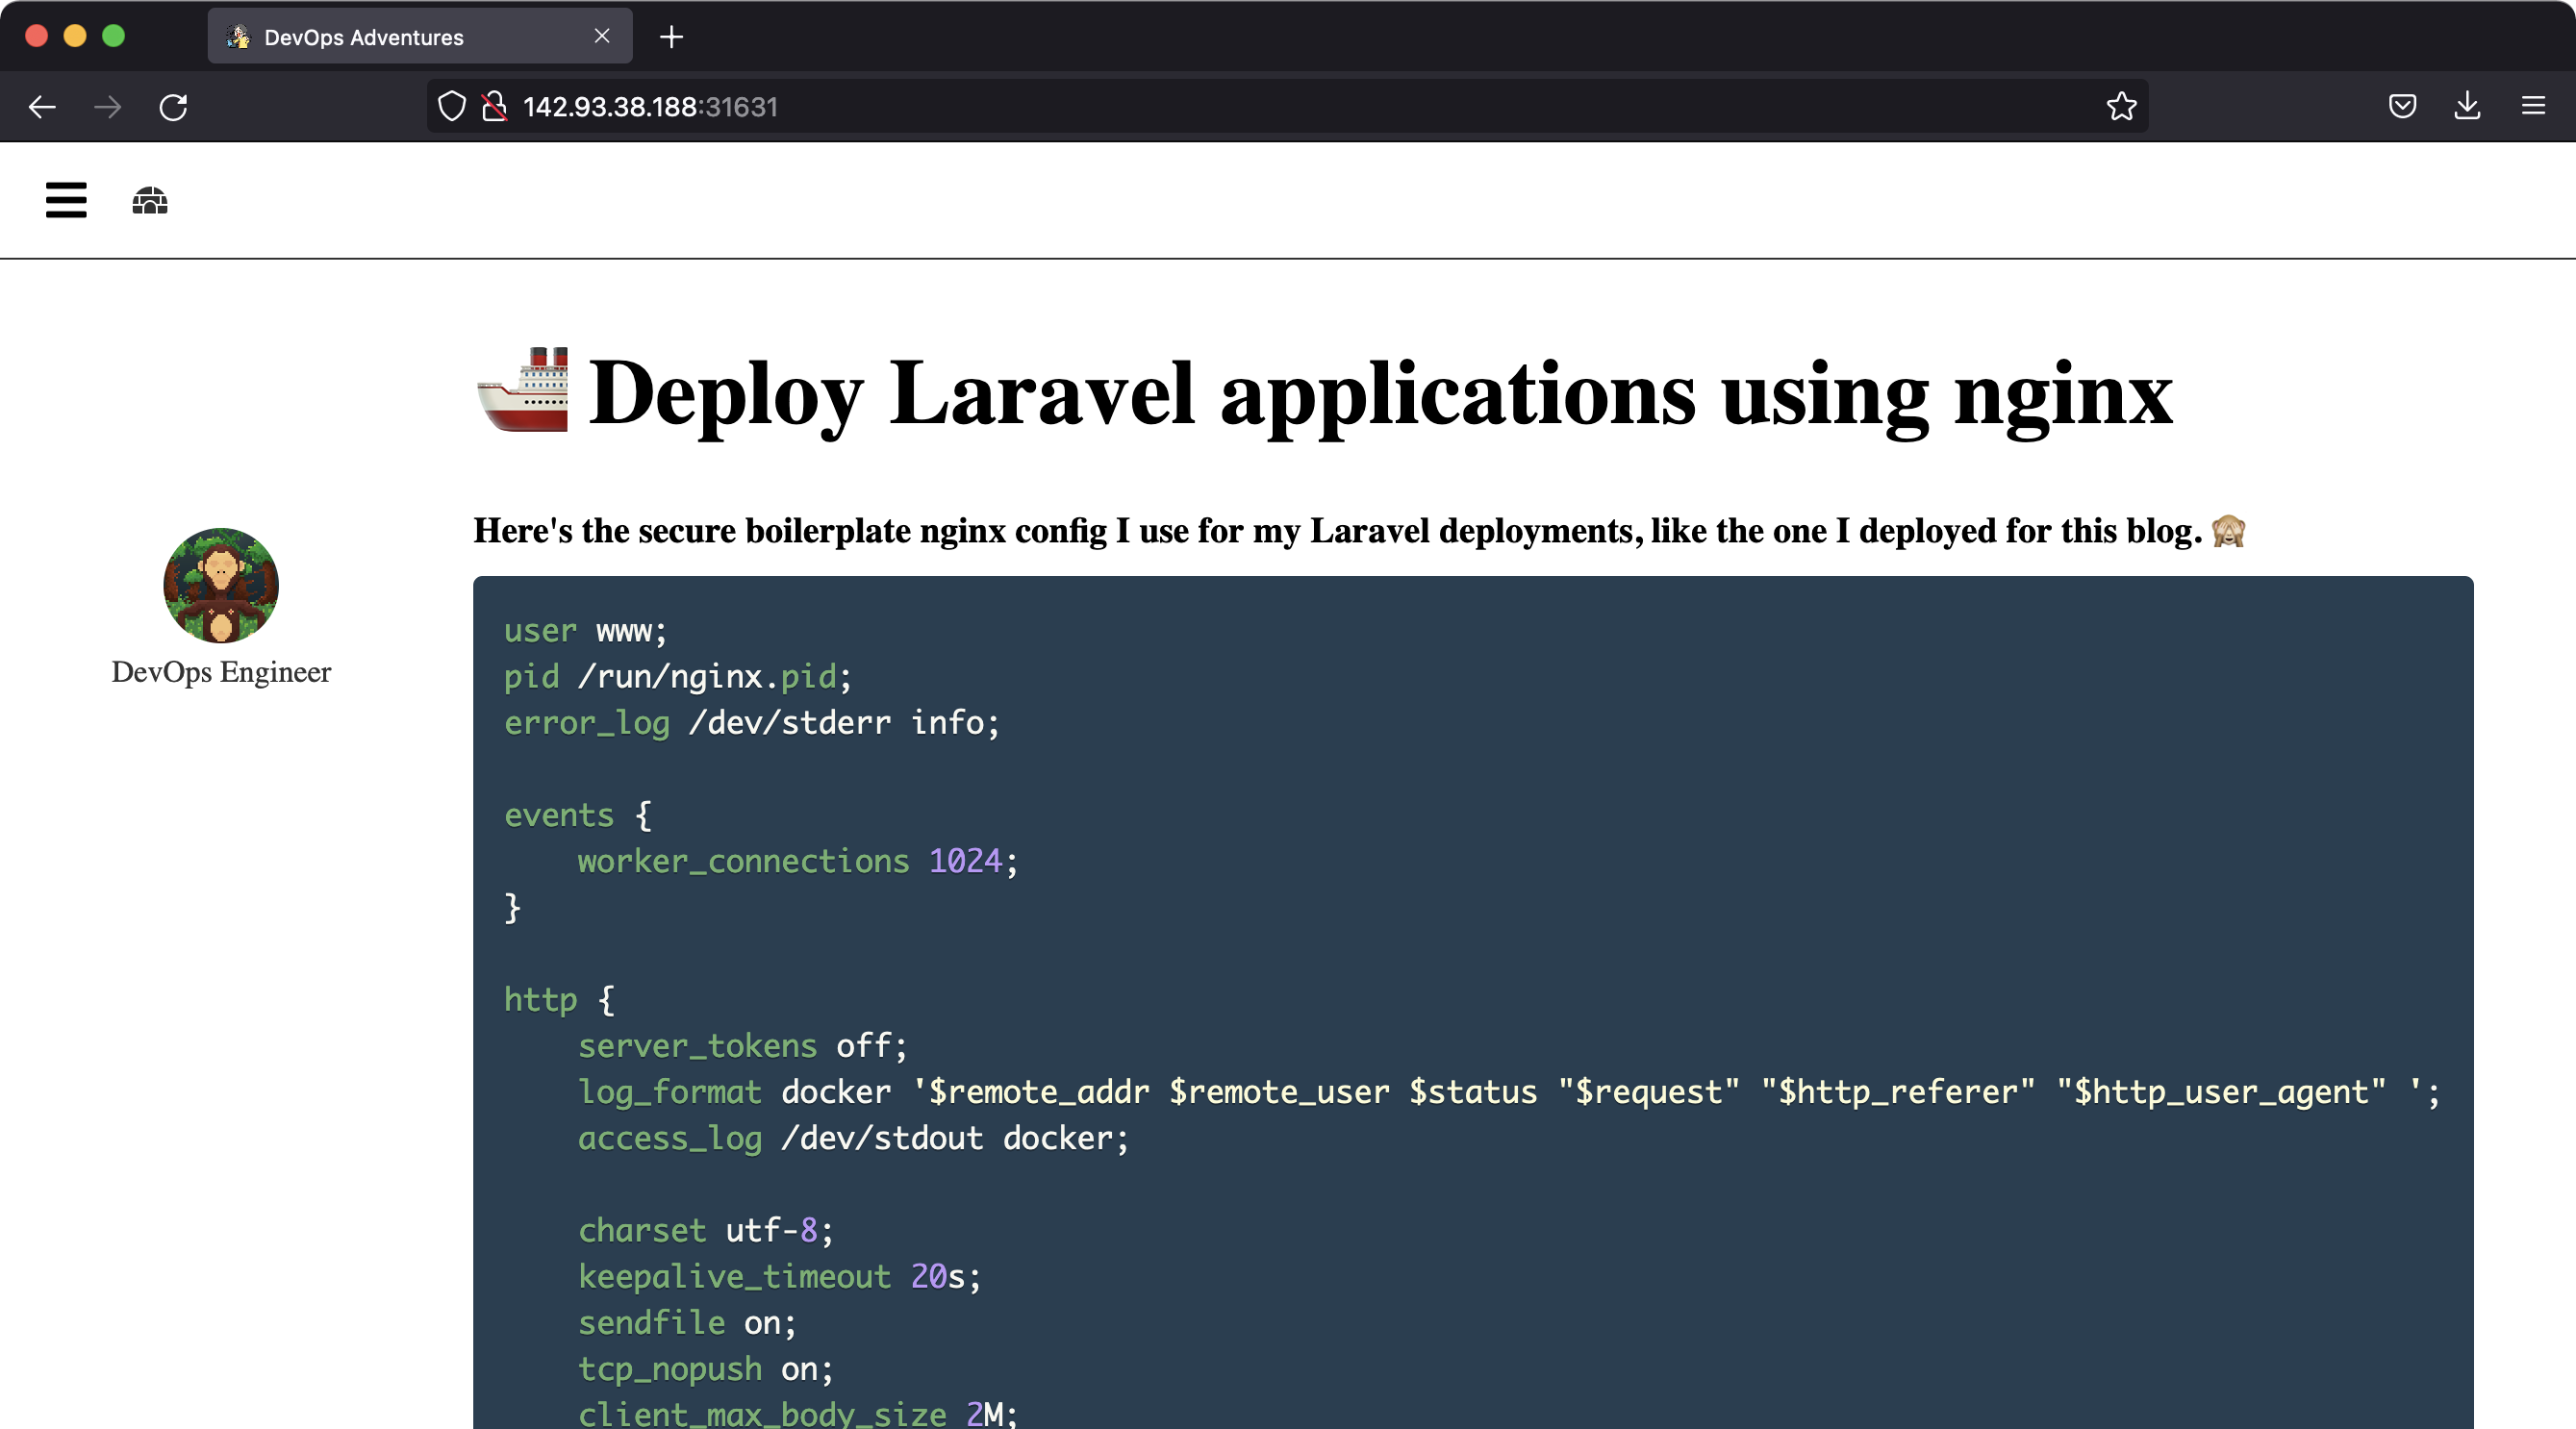 DevOps Adventures
142.93.38.188:31631
Deploy Laravel applications using nginx
Here's the secure boilerplate nginx config I use for my Laravel deployments, like the one I deployed for this blog. 🙈
DevOps Engineer
user www;
pid /run/nginx.pid;
error_log /dev/stderr info;
events {
    worker_connections 1024;
}
http {
    server_tokens off;
    log_format docker '$remote_addr $remote_user $status "$request" "$http_referer" "$http_user_agent" ';
    access_log /dev/stdout docker;
    charset utf-8;
    keepalive_timeout 20s;
    sendfile on;
    tcp_nopush on;
    client_max_body_size 2M;